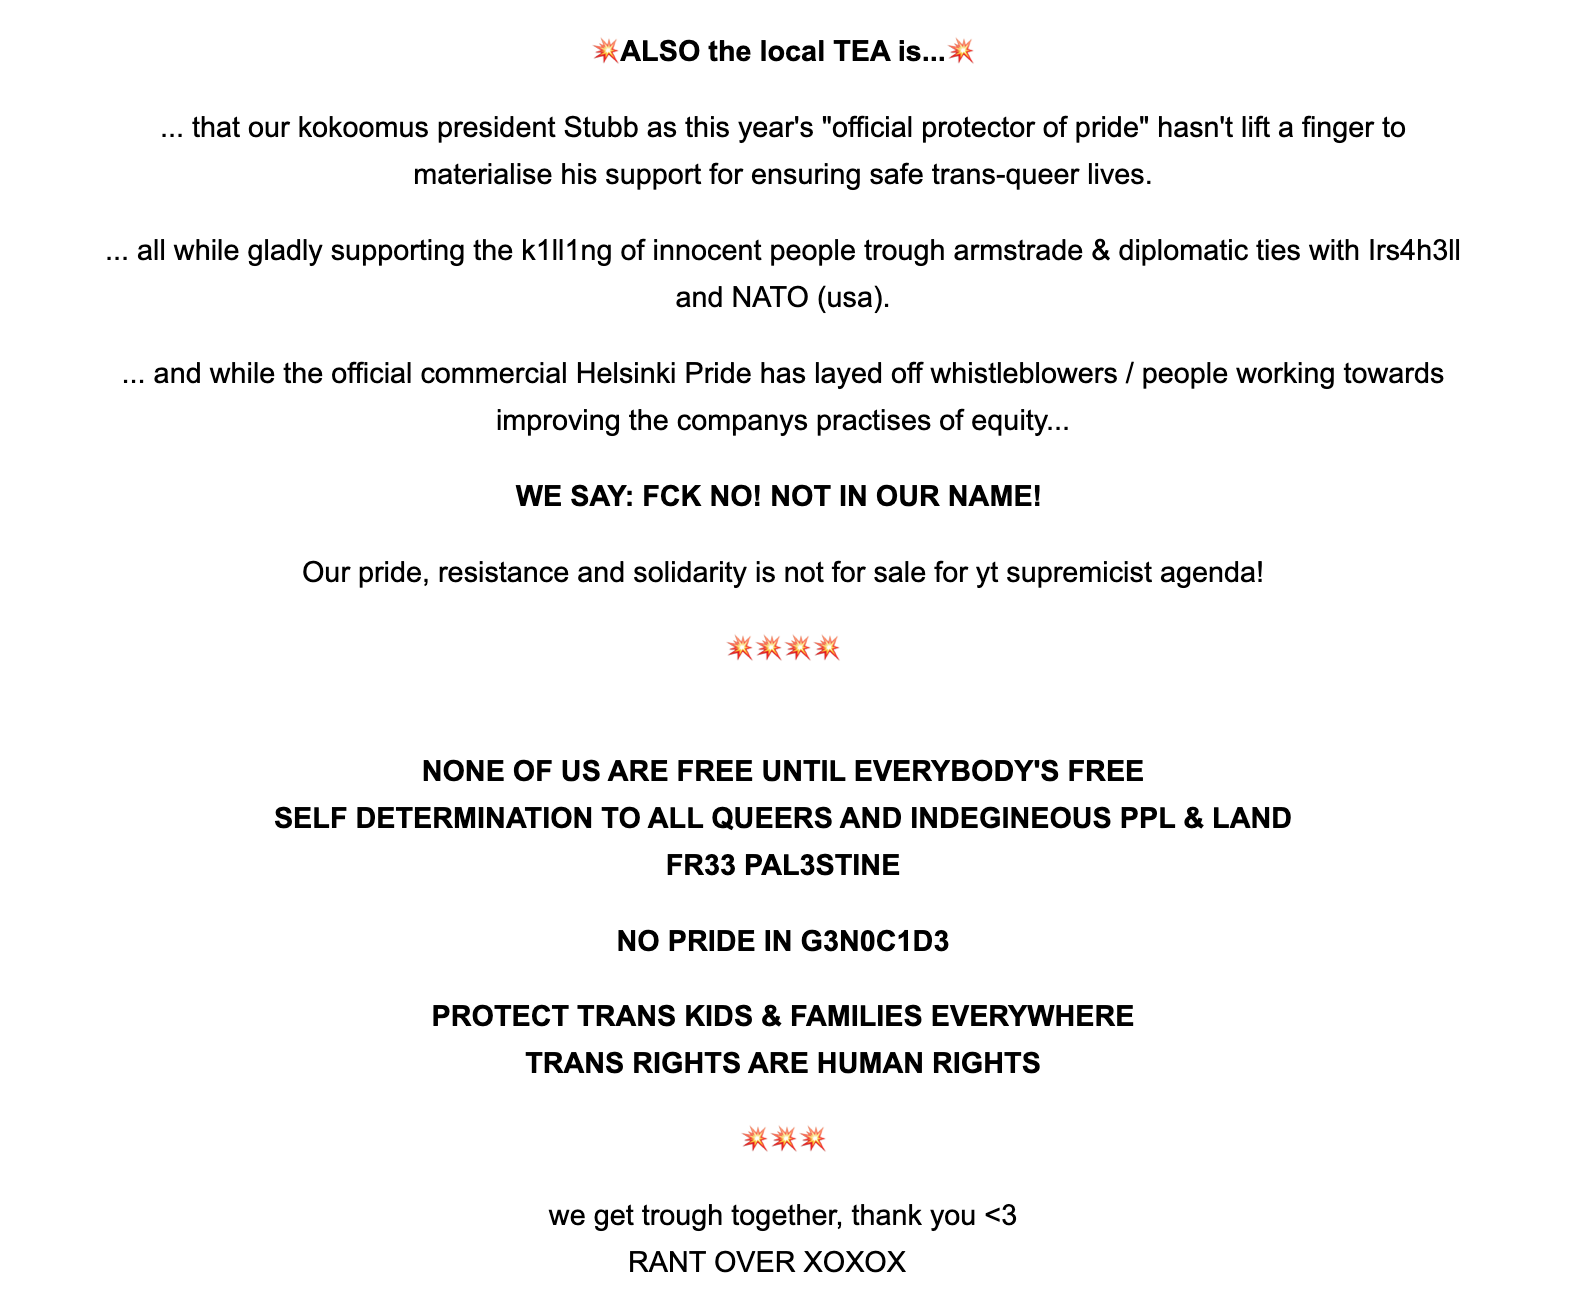 💥ALSO the local TEA is...💥
... that our kokoomus president Stubb as this year's "official protector of pride" hasn't lift a finger to
materialise his support for ensuring safe trans-queer lives.
... all while gladly supporting the k1ll1ng of innocent people trough armstrade & diplomatic ties with Irs4h3ll
and NATO (usa).
... and while the official commercial Helsinki Pride has layed off whistleblowers / people working towards
improving the companys practises of equity...
WE SAY: FCK NO! NOT IN OUR NAME!
Our pride, resistance and solidarity is not for sale for yt supremicist agenda!
💥💥💥💥
NONE OF US ARE FREE UNTIL EVERYBODY'S FREE
SELF DETERMINATION TO ALL QUEERS AND INDEGINEOUS PPL & LAND
FR33 PAL3STINE
NO PRIDE IN G3N0C1D3
PROTECT TRANS KIDS & FAMILIES EVERYWHERE
TRANS RIGHTS ARE HUMAN RIGHTS
💥💥💥
we get trough together, thank you <3
RANT OVER XOXOX